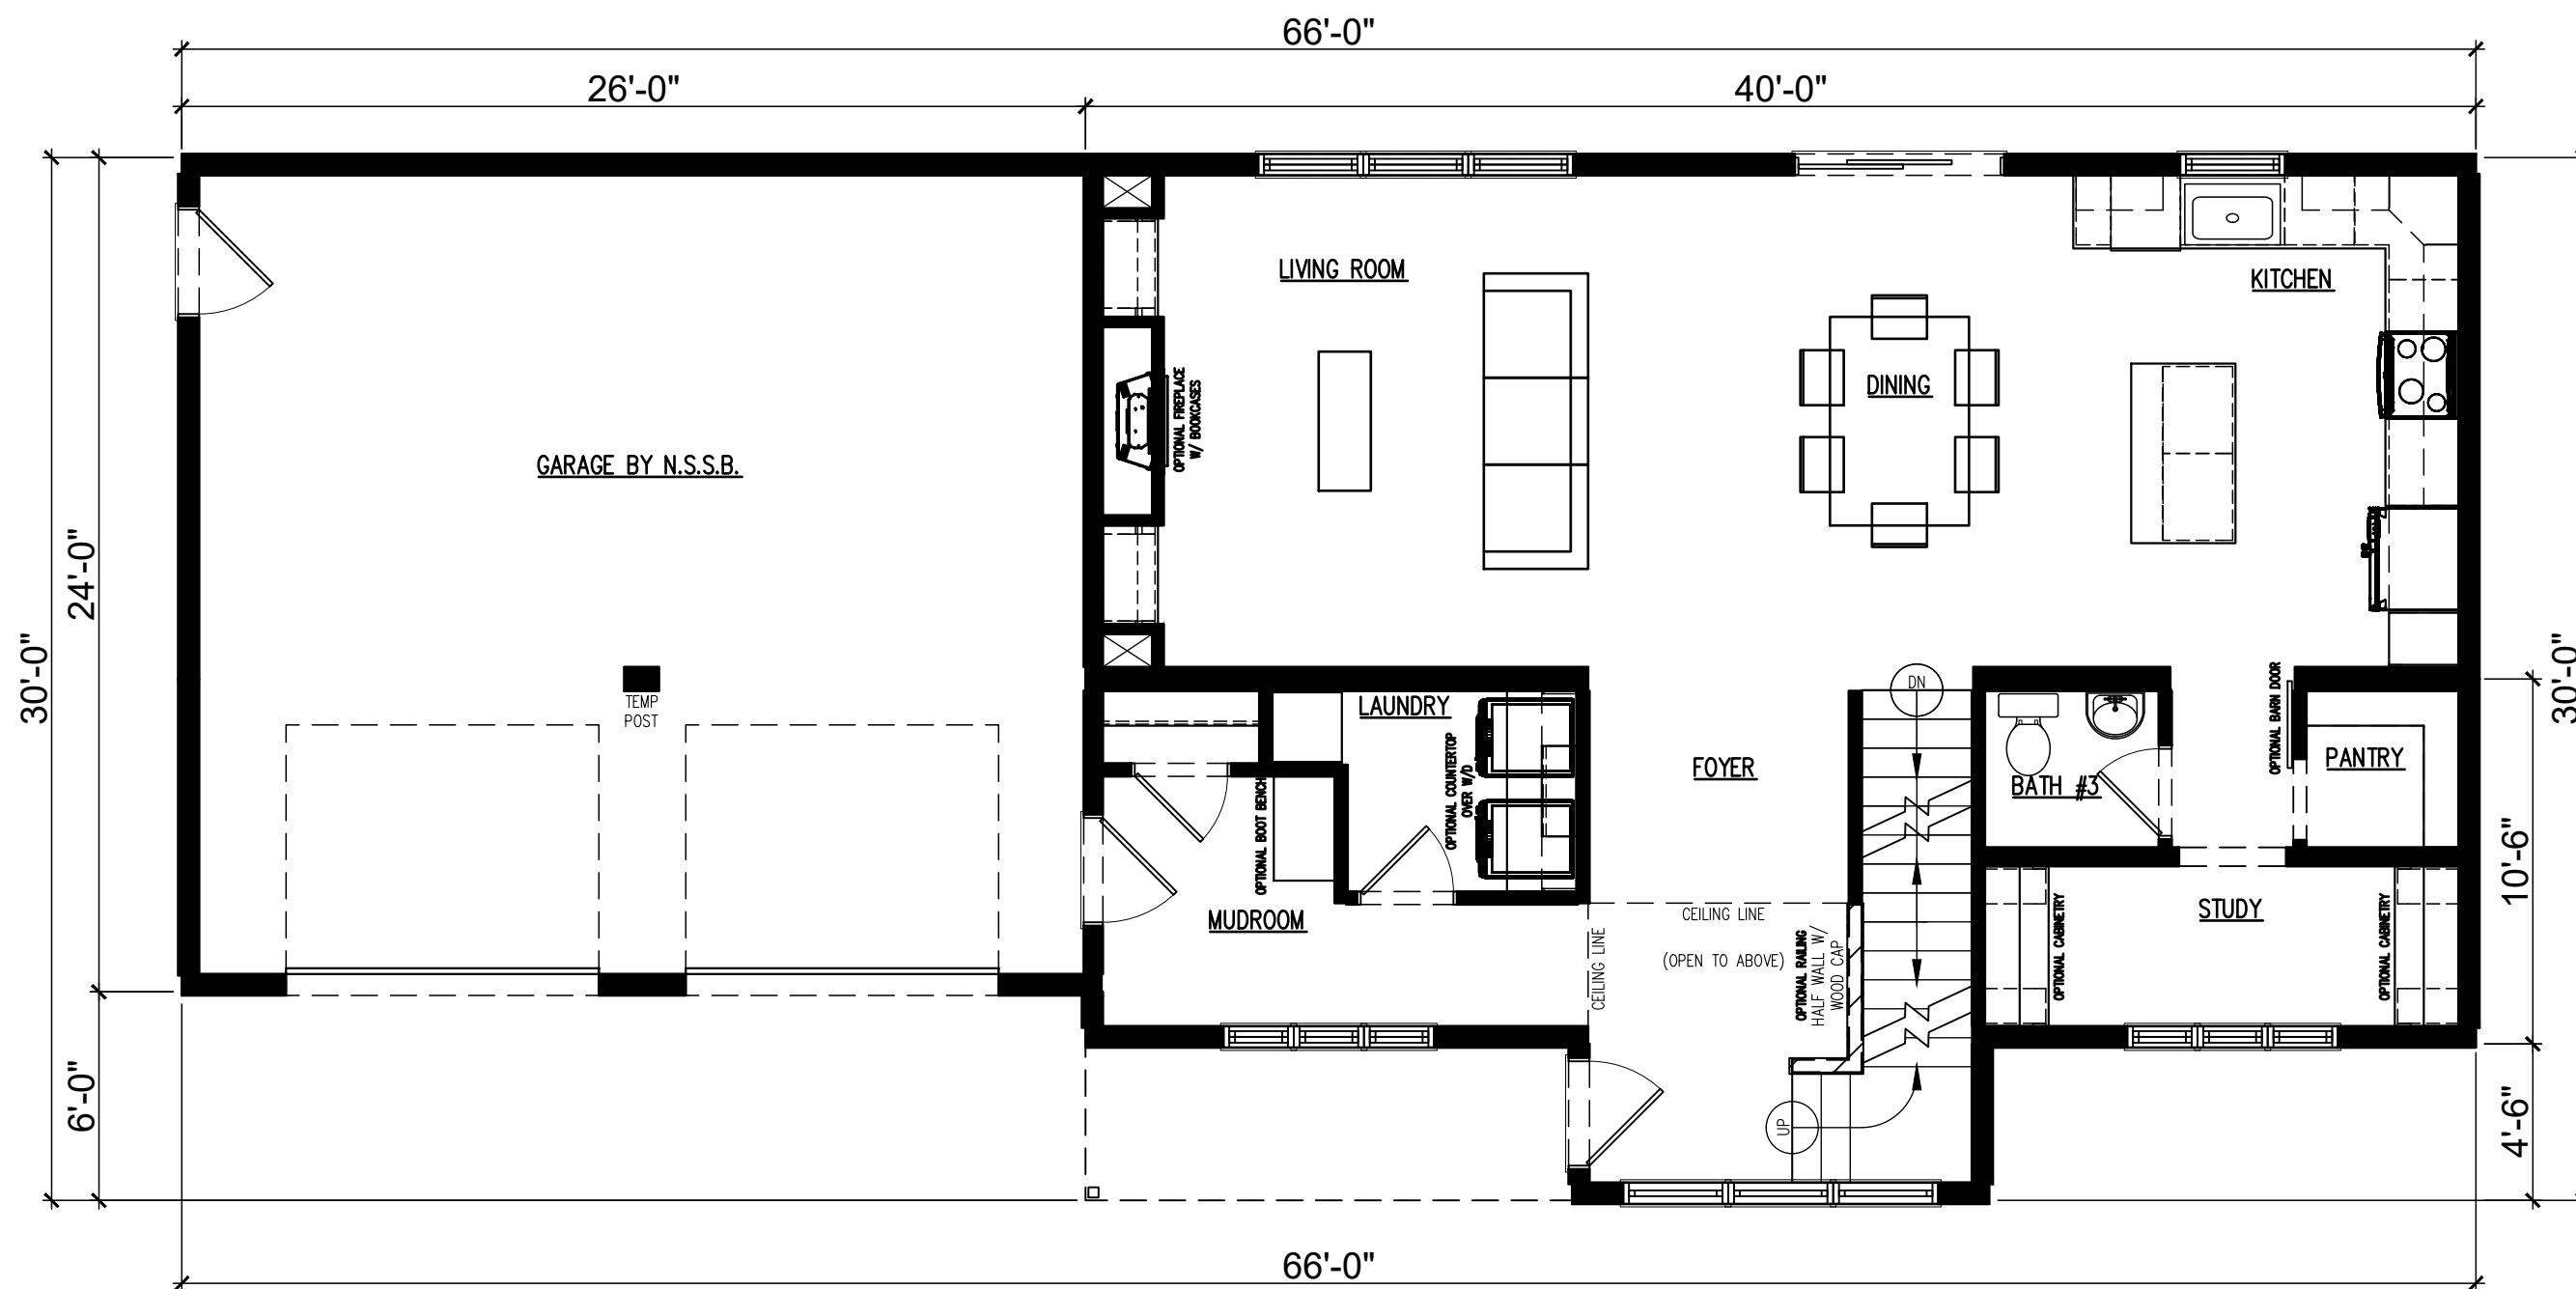 66'-0"
26'-0"
40'-0"
30'-0"
24'-0"
6'-0"
LIVING ROOM
KITCHEN
DINING
OPTIONAL FIREPLACE
W/ BOOKCASES
GARAGE BY N.S.S.B.
TEMP
POST
LAUNDRY
OPTIONAL COUNTERTOP
OVER W/D
OPTIONAL BOOT BENCH
MUDROOM
FOYER
DN
CEILING LINE
(OPEN TO ABOVE)
CEILING LINE
OPTIONAL RAILING
HALF WALL W/
WOOD CAP
UP
BATH #3
OPTIONAL BARN DOOR
PANTRY
STUDY
OPTIONAL CABINETRY
OPTIONAL CABINETRY
30'-0"
10'-6"
4'-6"
66'-0"